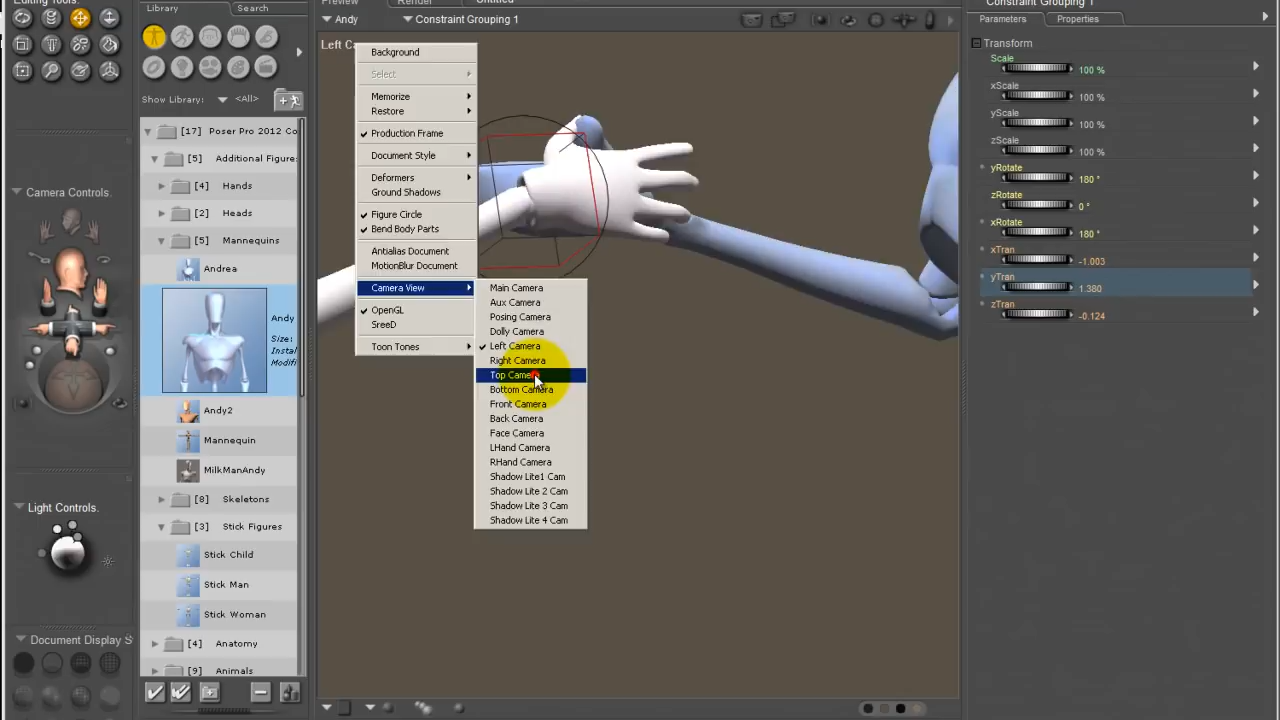 Editing Tools:
Library
Search
Show Library:
<All>
[17] Poser Pro 2012 Co
[5] Additional Figure
[4] Hands
[2] Heads
[5] Mannequins
Andrea
Andy
Size:
Insta
Modifi
Andy2
Mannequin
MilkManAndy
[8] Skeletons
[3] Stick Figures
Stick Child
Stick Man
Stick Woman
[4] Anatomy
[9] Animals
Camera Controls.
Light Controls.
Document Display S
Preview
Render
Untitled
Andy
Constraint Grouping 1
Left Ca
Background
Select
Memorize
Restore
Production Frame
Document Style
Deformers
Ground Shadows
Figure Circle
Bend Body Parts
Antialias Document
MotionBlur Document
Camera View
OpenGL
SreeD
Toon Tones
Main Camera
Aux Camera
Posing Camera
Dolly Camera
Left Camera
Right Camera
Top Camera
Bottom Camera
Front Camera
Back Camera
Face Camera
LHand Camera
RHand Camera
Shadow Lite1 Cam
Shadow Lite 2 Cam
Shadow Lite 3 Cam
Shadow Lite 4 Cam
Constraint Grouping 1
Parameters
Properties
Transform
Scale
100 %
xScale
100 %
yScale
100 %
zScale
100 %
yRotate
180 °
zRotate
0 °
xRotate
180 °
xTran
-1.003
yTran
1.380
zTran
-0.124